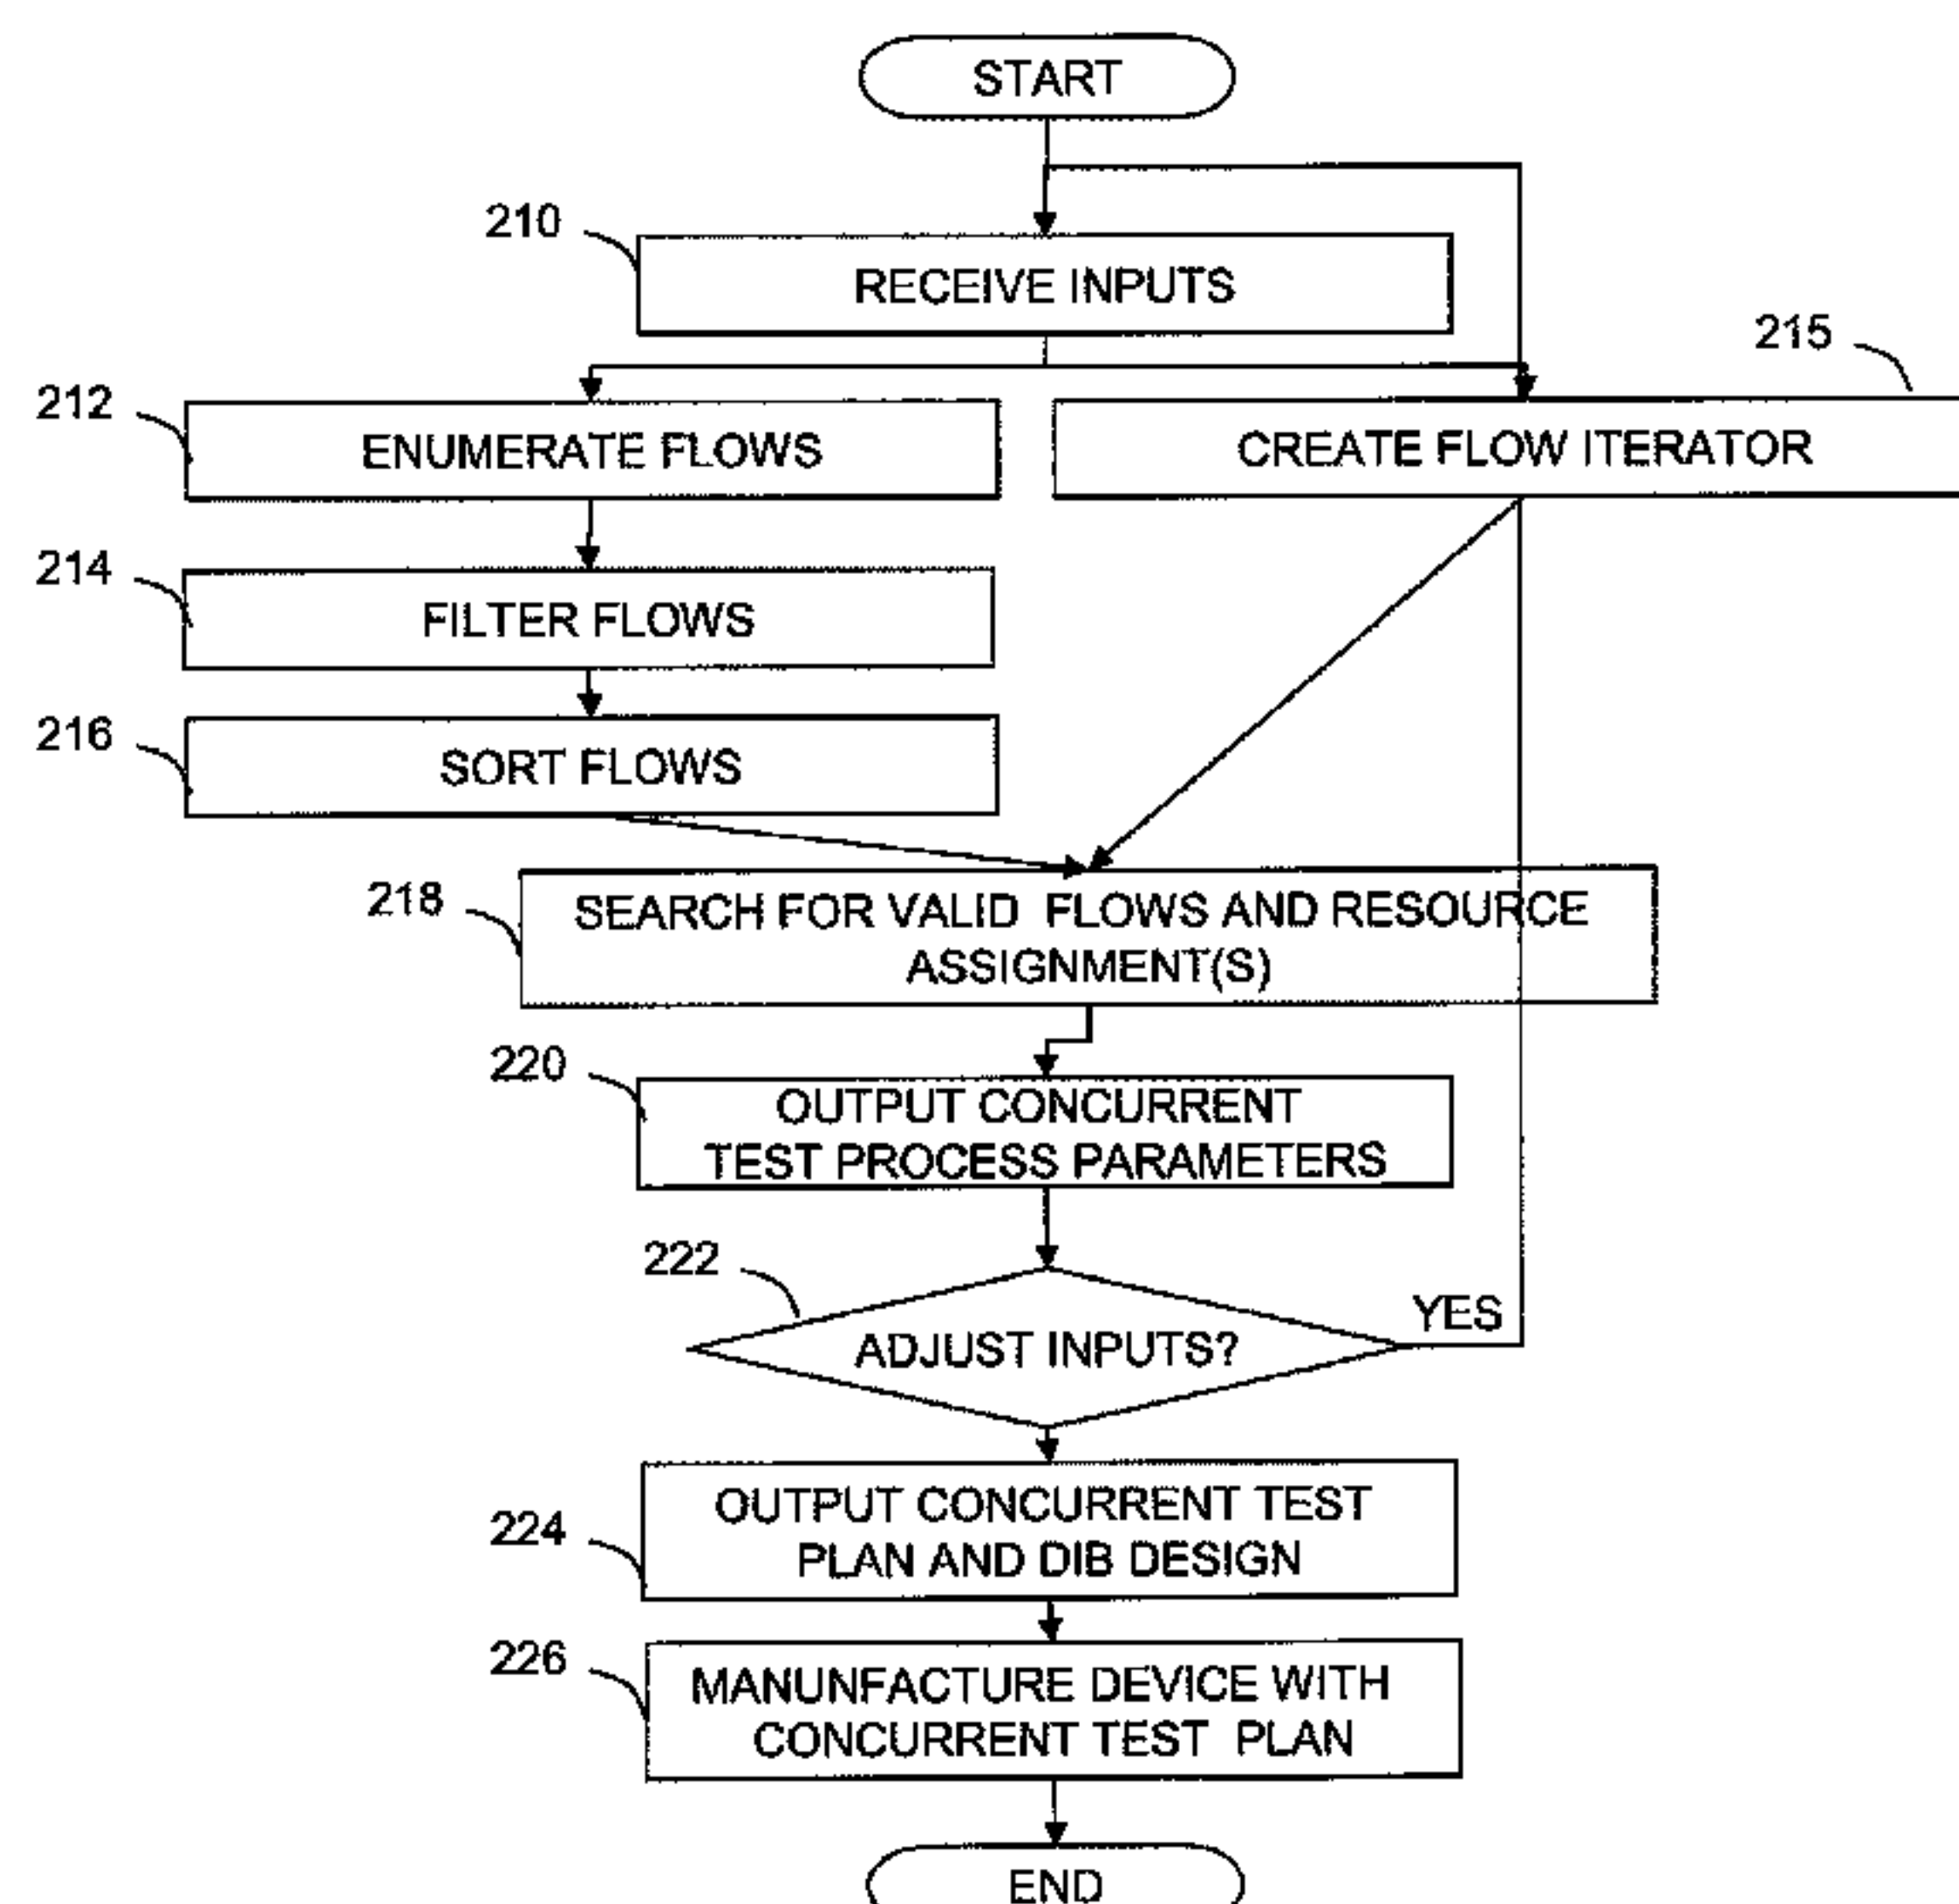 START
210
RECEIVE INPUTS
215
212
ENUMERATE FLOWS
CREATE FLOW ITERATOR
214
FILTER FLOWS
216
SORT FLOWS
218
SEARCH FOR VALID FLOWS AND RESOURCE
ASSIGNMENT(S)
220
OUTPUT CONCURRENT
TEST PROCESS PARAMETERS
222
YES
ADJUST INPUTS?
224
OUTPUT CONCURRENT TEST
PLAN AND DIB DESIGN
226
MANUNFACTURE DEVICE WITH
CONCURRENT TEST PLAN
END